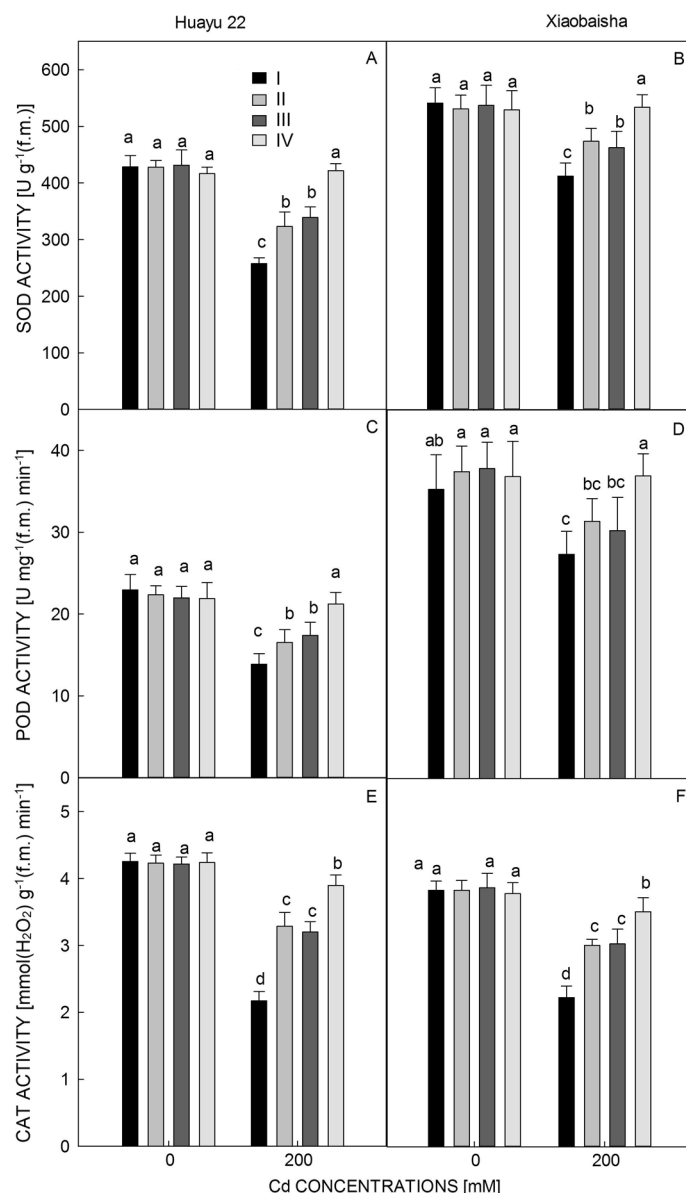 Huayu 22
Xiaobaisha
A
B
I
II
III
IV
SOD ACTIVITY [U g⁻¹(f.m.)]
600
500
400
300
200
100
0
a a a a c b b a
a a a a c b b a
C
D
POD ACTIVITY [U mg⁻¹(f.m.) min⁻¹]
40
30
20
10
0
a a a a c b b a
ab a a a c bc bc a
E
F
CAT ACTIVITY [mmol(H₂O₂) g⁻¹(f.m.) min⁻¹]
5
4
3
2
1
0
a a a a d c c b
a a a a d c c b
0 200 0 200
Cd CONCENTRATIONS [mM]